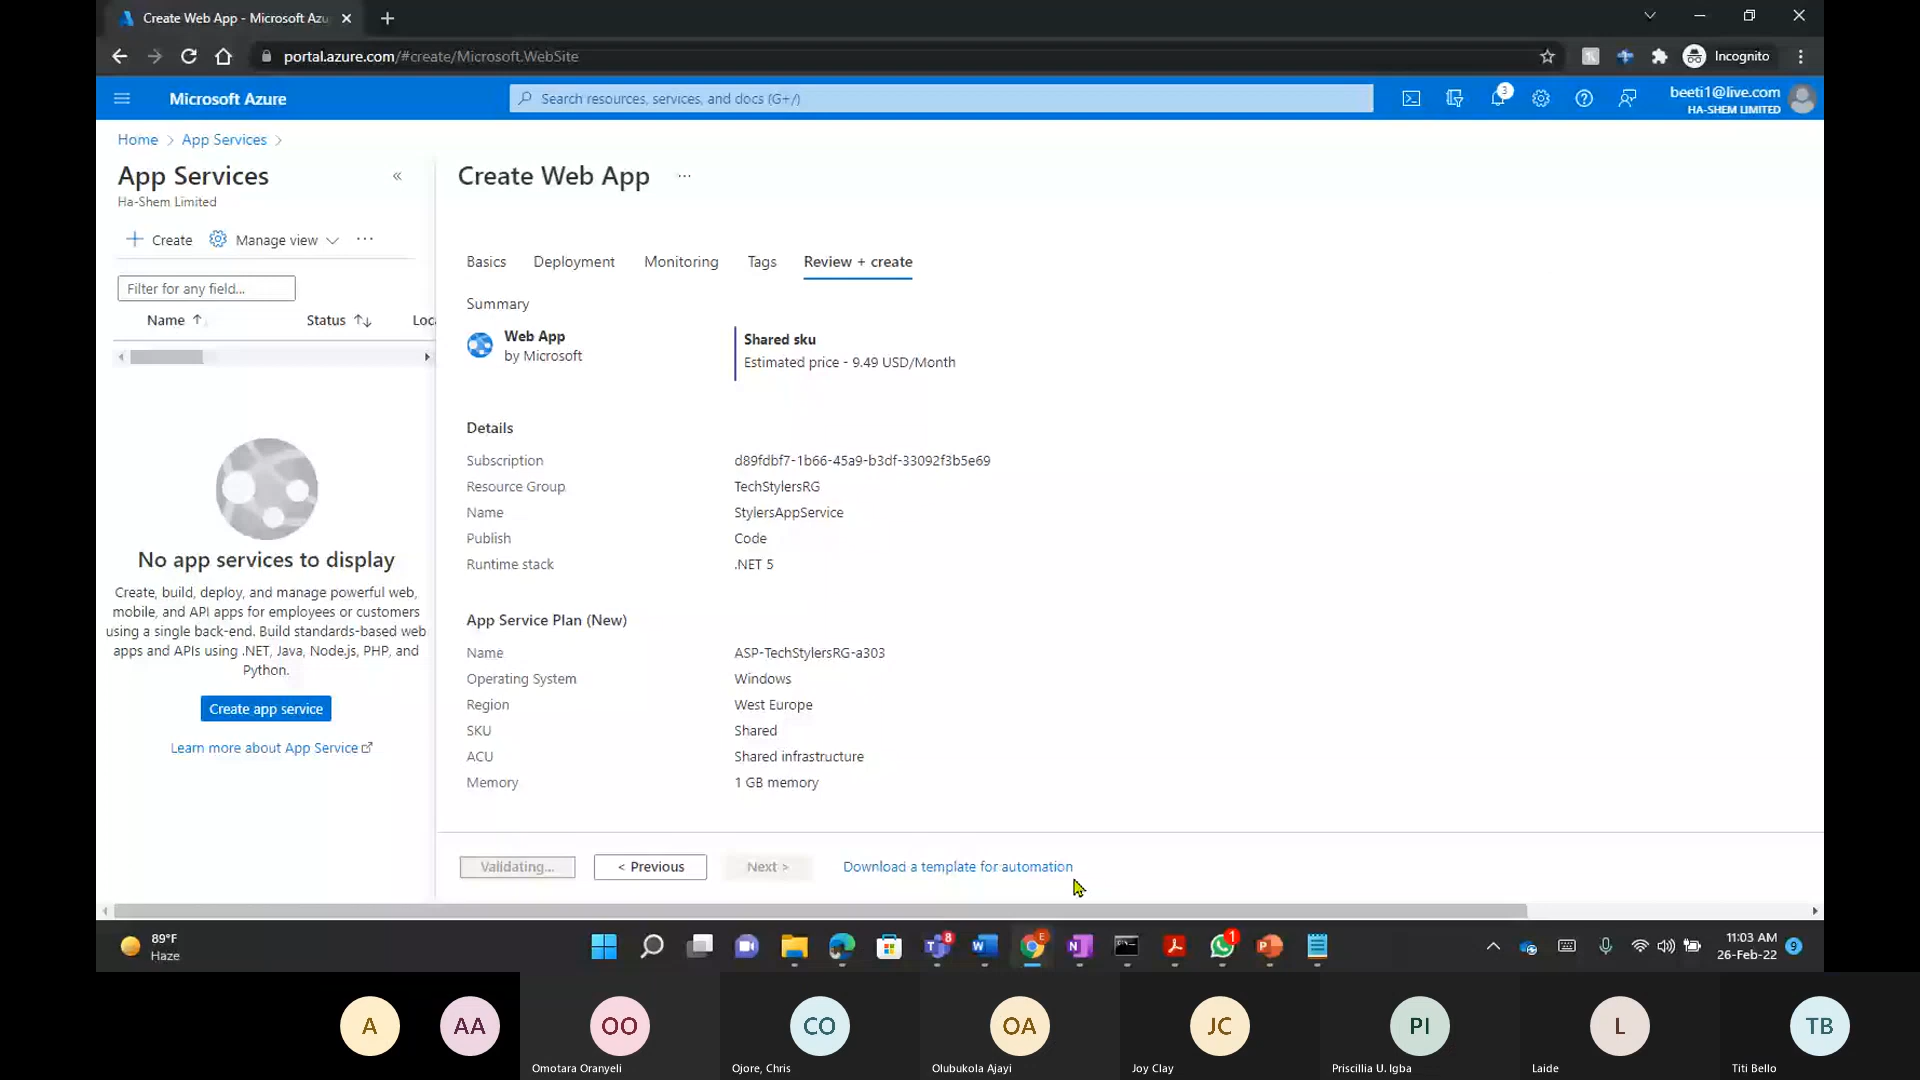 Create Web App - Microsoft Azu
portal.azure.com/#create/Microsoft.WebSite
Incognito
Microsoft Azure
Search resources, services, and docs (G+/)
3
beeti1@live.com
HA-SHEM LIMITED
Home > App Services >
App Services
Ha-Shem Limited
Create
Manage view
Filter for any field...
Name ↑
Status ↑↓
Loca
No app services to display
Create, build, deploy, and manage powerful web,
mobile, and API apps for employees or customers
using a single back-end. Build standards-based web
apps and APIs using .NET, Java, Node.js, PHP, and
Python.
Create app service
Learn more about App Service
Create Web App ...
Basics
Deployment
Monitoring
Tags
Review + create
Summary
Web App
by Microsoft
Shared sku
Estimated price - 9.49 USD/Month
Details
Subscription d89fdbf7-1b66-45a9-b3df-33092f3b5e69
Resource Group TechStylersRG
Name StylersAppService
Publish Code
Runtime stack .NET 5
App Service Plan (New)
Name ASP-TechStylersRG-a303
Operating System Windows
Region West Europe
SKU Shared
ACU Shared infrastructure
Memory 1 GB memory
Validating...
< Previous
Next >
Download a template for automation
89°F
Haze
8
E
1
11:03 AM
26-Feb-22
9
A
AA
OO
CO
OA
JC
PI
L
TB
Omotara Oranyeli
Ojore, Chris
Olubukola Ajayi
Joy Clay
Priscillia U. Igba
Laide
Titi Bello